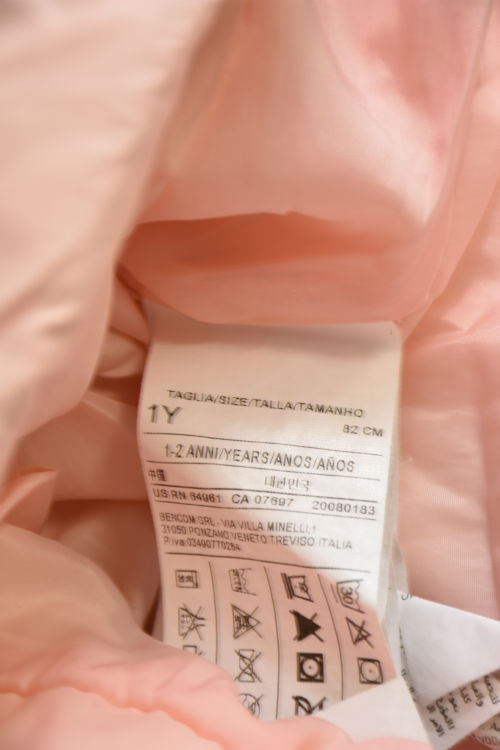 TAGLIA/SIZE/TALLA/TAMANHO
1Y
82 CM
1-2 ANNI/YEARS/ANOS/AÑOS
中国 대한민국
US RN 64961 CA 07697 20080183
BENCOM SRL - VIA VILLA MINELLI,1
31050 PONZANO VENETO TREVISO ITALIA
P.iva 03490770264
30